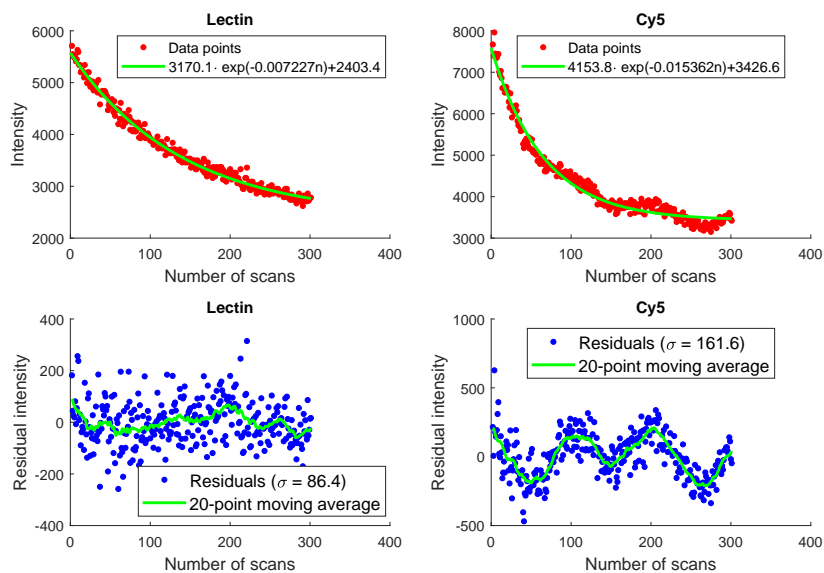 Lectin
6000
5000
4000
3000
2000
Intensity
Data points
3170.1· exp(-0.007227n)+2403.4
0 100 200 300 400
Number of scans
Cy5
8000
7000
6000
5000
4000
3000
Intensity
Data points
4153.8· exp(-0.015362n)+3426.6
0 100 200 300 400
Number of scans
Lectin
400
200
0
-200
-400
Residual intensity
Residuals (σ = 86.4)
20-point moving average
0 100 200 300 400
Number of scans
Cy5
1000
500
0
-500
Residual intensity
Residuals (σ = 161.6)
20-point moving average
0 100 200 300 400
Number of scans